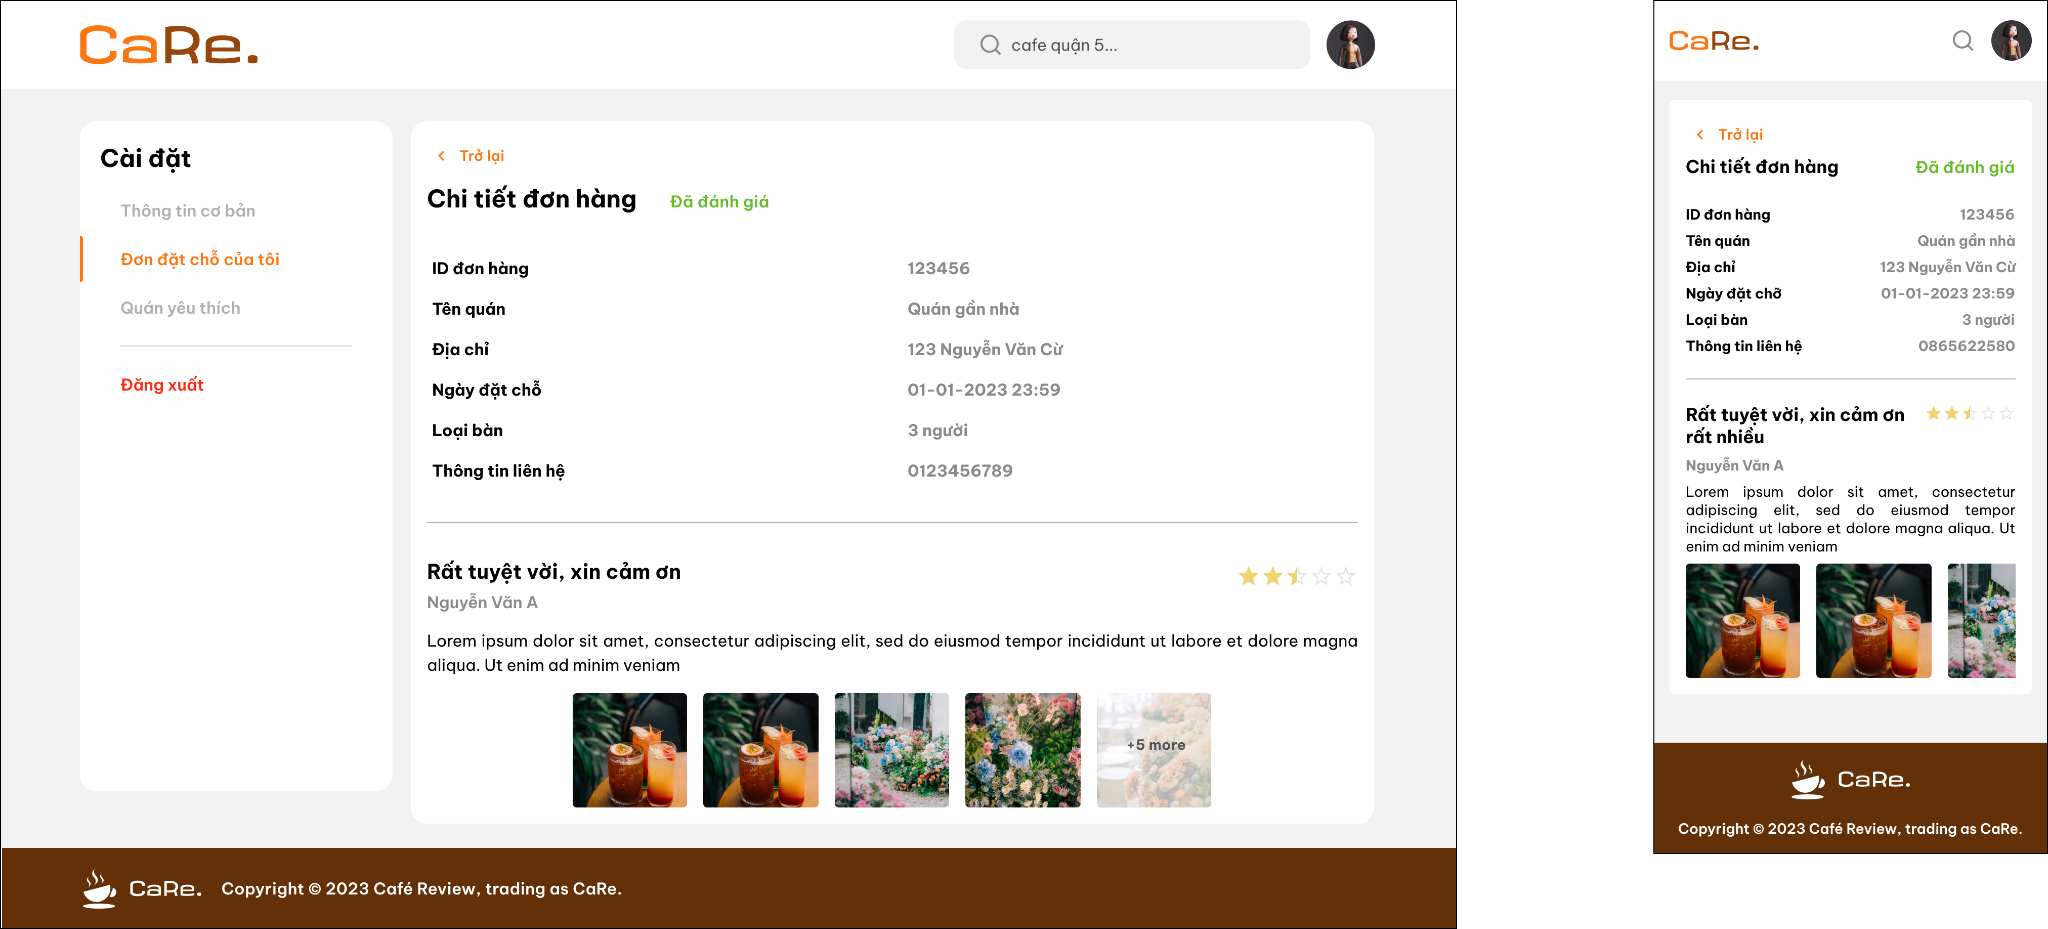 CaRe.
cafe quận 5...
Cài đặt
Thông tin cơ bản
Đơn đặt chỗ của tôi
Quán yêu thích
Đăng xuất
Trở lại
Chi tiết đơn hàng
Đã đánh giá
ID đơn hàng 123456
Tên quán Quán gần nhà
Địa chỉ 123 Nguyễn Văn Cừ
Ngày đặt chỗ 01-01-2023 23:59
Loại bàn 3 người
Thông tin liên hệ 0123456789
Rất tuyệt vời, xin cảm ơn
Nguyễn Văn A
Lorem ipsum dolor sit amet, consectetur adipiscing elit, sed do eiusmod tempor incididunt ut labore et dolore magna
aliqua. Ut enim ad minim veniam
+5 more
CaRe.
Copyright © 2023 Café Review, trading as CaRe.
CaRe.
Trở lại
Chi tiết đơn hàng
Đã đánh giá
ID đơn hàng 123456
Tên quán Quán gần nhà
Địa chỉ 123 Nguyễn Văn Cừ
Ngày đặt chỡ 01-01-2023 23:59
Loại bàn 3 người
Thông tin liên hệ 0865622580
Rất tuyệt vời, xin cảm ơn
rất nhiều
Nguyễn Văn A
Lorem ipsum dolor sit amet, consectetur
adipiscing elit, sed do eiusmod tempor
incididunt ut labore et dolore magna aliqua. Ut
enim ad minim veniam
CaRe.
Copyright © 2023 Café Review, trading as CaRe.